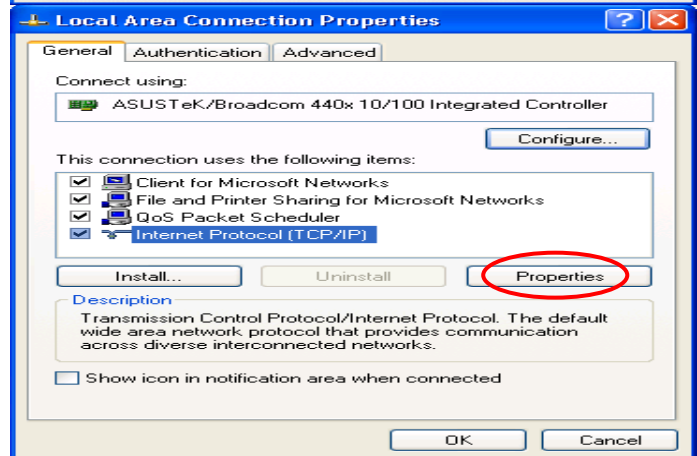 Local Area Connection Properties
General Authentication Advanced
Connect using:
ASUSTeK/Broadcom 440x 10/100 Integrated Controller
Configure...
This connection uses the following items:
Client for Microsoft Networks
File and Printer Sharing for Microsoft Networks
QoS Packet Scheduler
Internet Protocol (TCP/IP)
Install... Uninstall Properties
Description
Transmission Control Protocol/Internet Protocol. The default
wide area network protocol that provides communication
across diverse interconnected networks.
Show icon in notification area when connected
OK Cancel